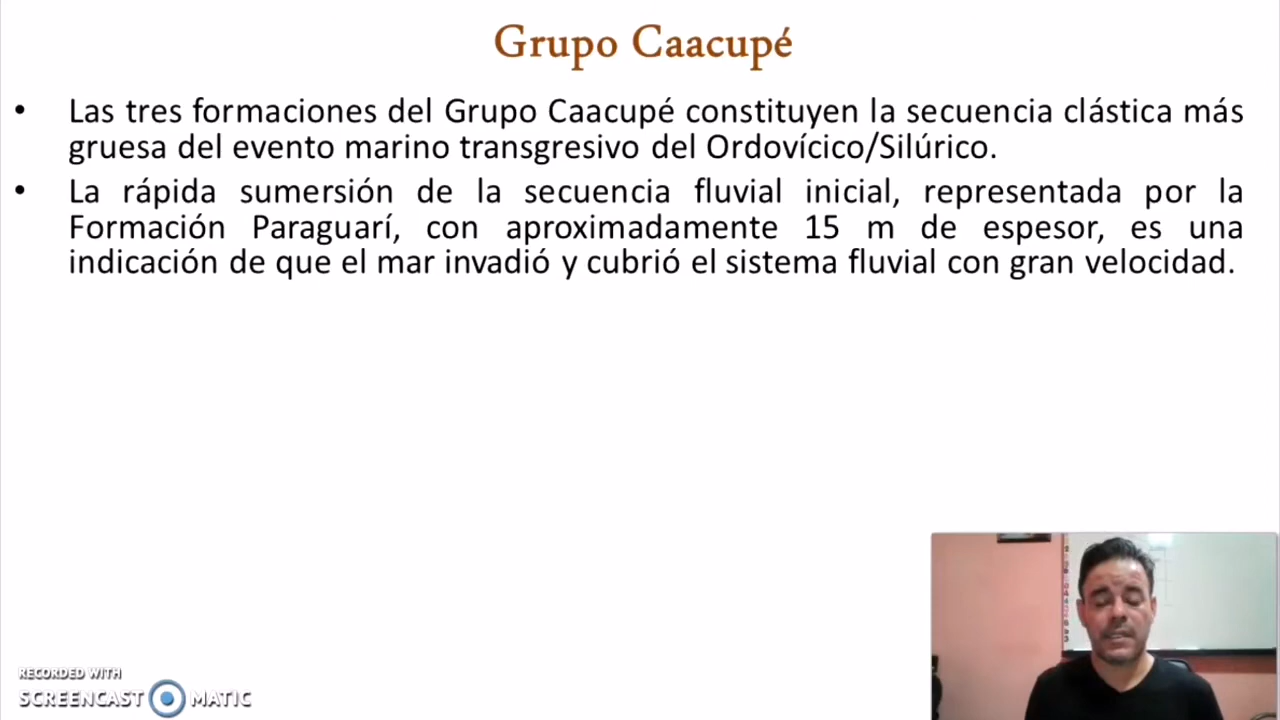 Grupo Caacupé
• Las tres formaciones del Grupo Caacupé constituyen la secuencia clástica más
gruesa del evento marino transgresivo del Ordovícico/Silúrico.
• La rápida sumersión de la secuencia fluvial inicial, representada por la
Formación Paraguarí, con aproximadamente 15 m de espesor, es una
indicación de que el mar invadió y cubrió el sistema fluvial con gran velocidad.
RECORDED WITH
SCREENCAST MATIC